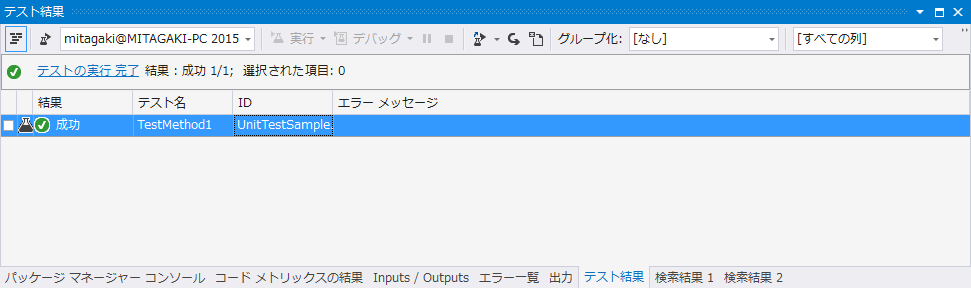 テスト結果
mitagaki@MITAGAKI-PC 2015 実行 デバッグ グループ化: [なし] [すべての列]
テストの実行 完了 結果 : 成功 1/1; 選択された項目: 0
結果 テスト名 ID エラー メッセージ
成功 TestMethod1 UnitTestSample.
パッケージ マネージャー コンソール コード メトリックスの結果 Inputs / Outputs エラー一覧 出力 テスト結果 検索結果 1 検索結果 2